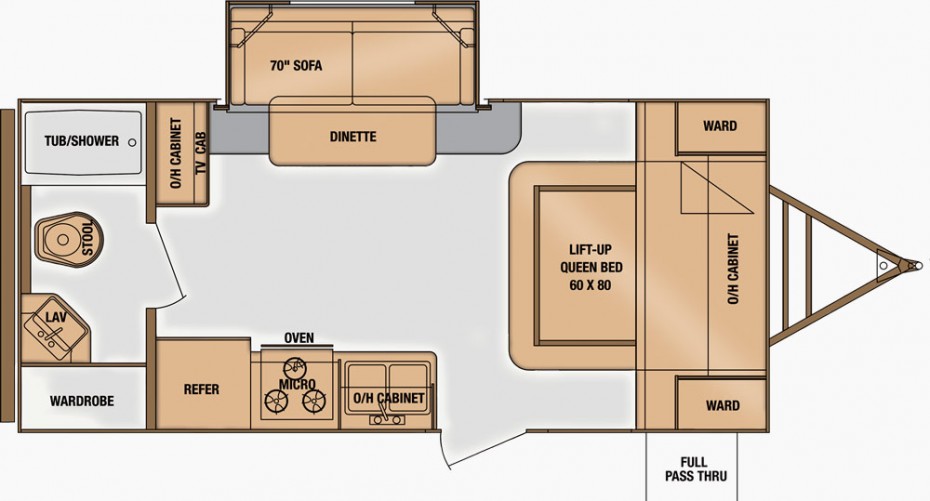 70" SOFA
TUB/SHOWER
O/H CABINET
TV CAB
DINETTE
WARD
STOOL
LIFT-UP
QUEEN BED
60 X 80
O/H CABINET
LAV
OVEN
MICRO
REFER
O/H CABINET
WARDROBE
WARD
FULL
PASS THRU